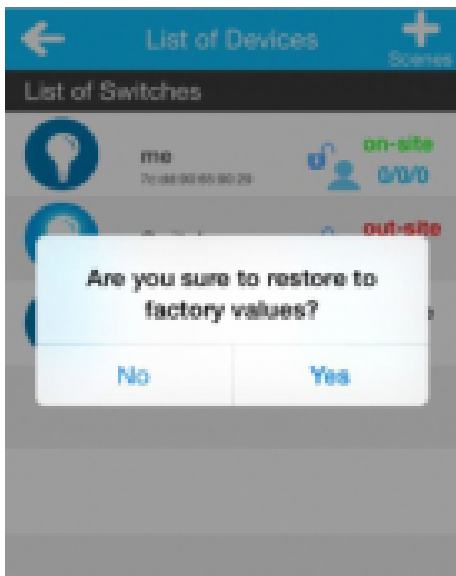 List of Devices
Scenes
List of Switches
me
on-site
0/0/0
out-site
Are you sure to restore to
factory values?
No
Yes